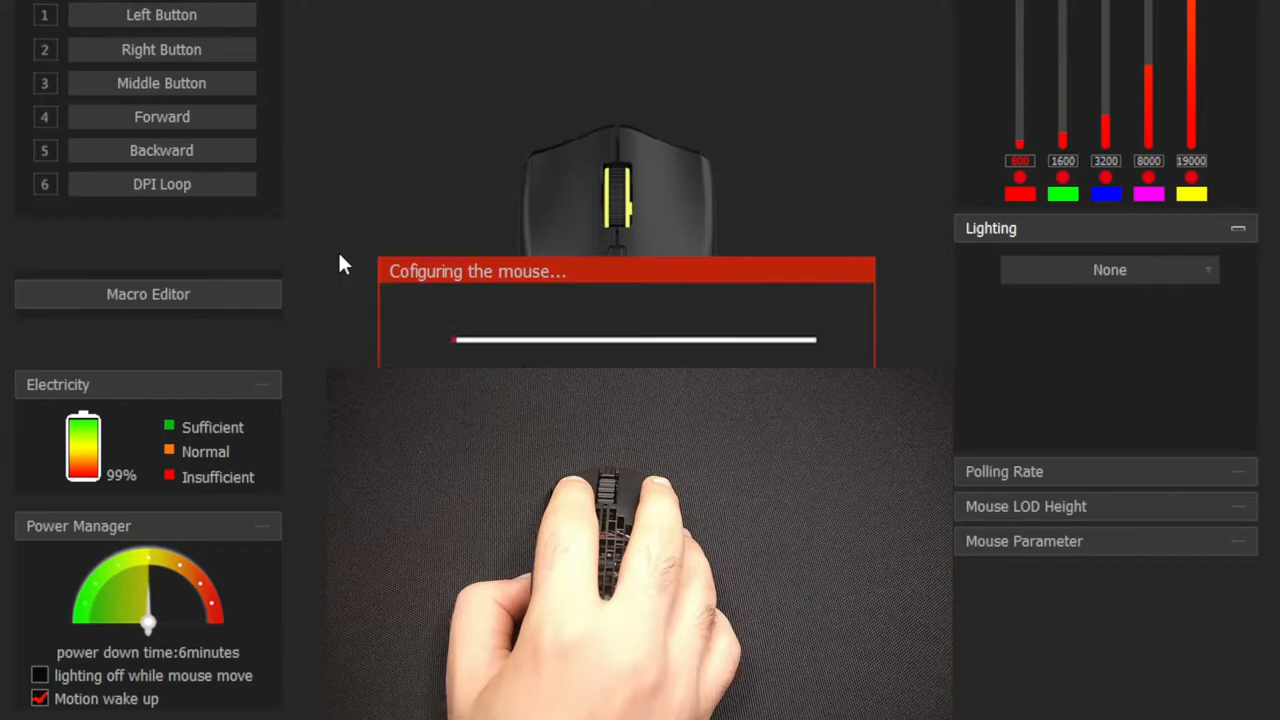 1 Left Button
2 Right Button
3 Middle Button
4 Forward
5 Backward
6 DPI Loop
Macro Editor
Electricity
99%
Sufficient
Normal
Insufficient
Power Manager
power down time:6minutes
lighting off while mouse move
Motion wake up
Cofiguring the mouse...
800 1600 3200 8000 19000
Lighting
None
Polling Rate
Mouse LOD Height
Mouse Parameter